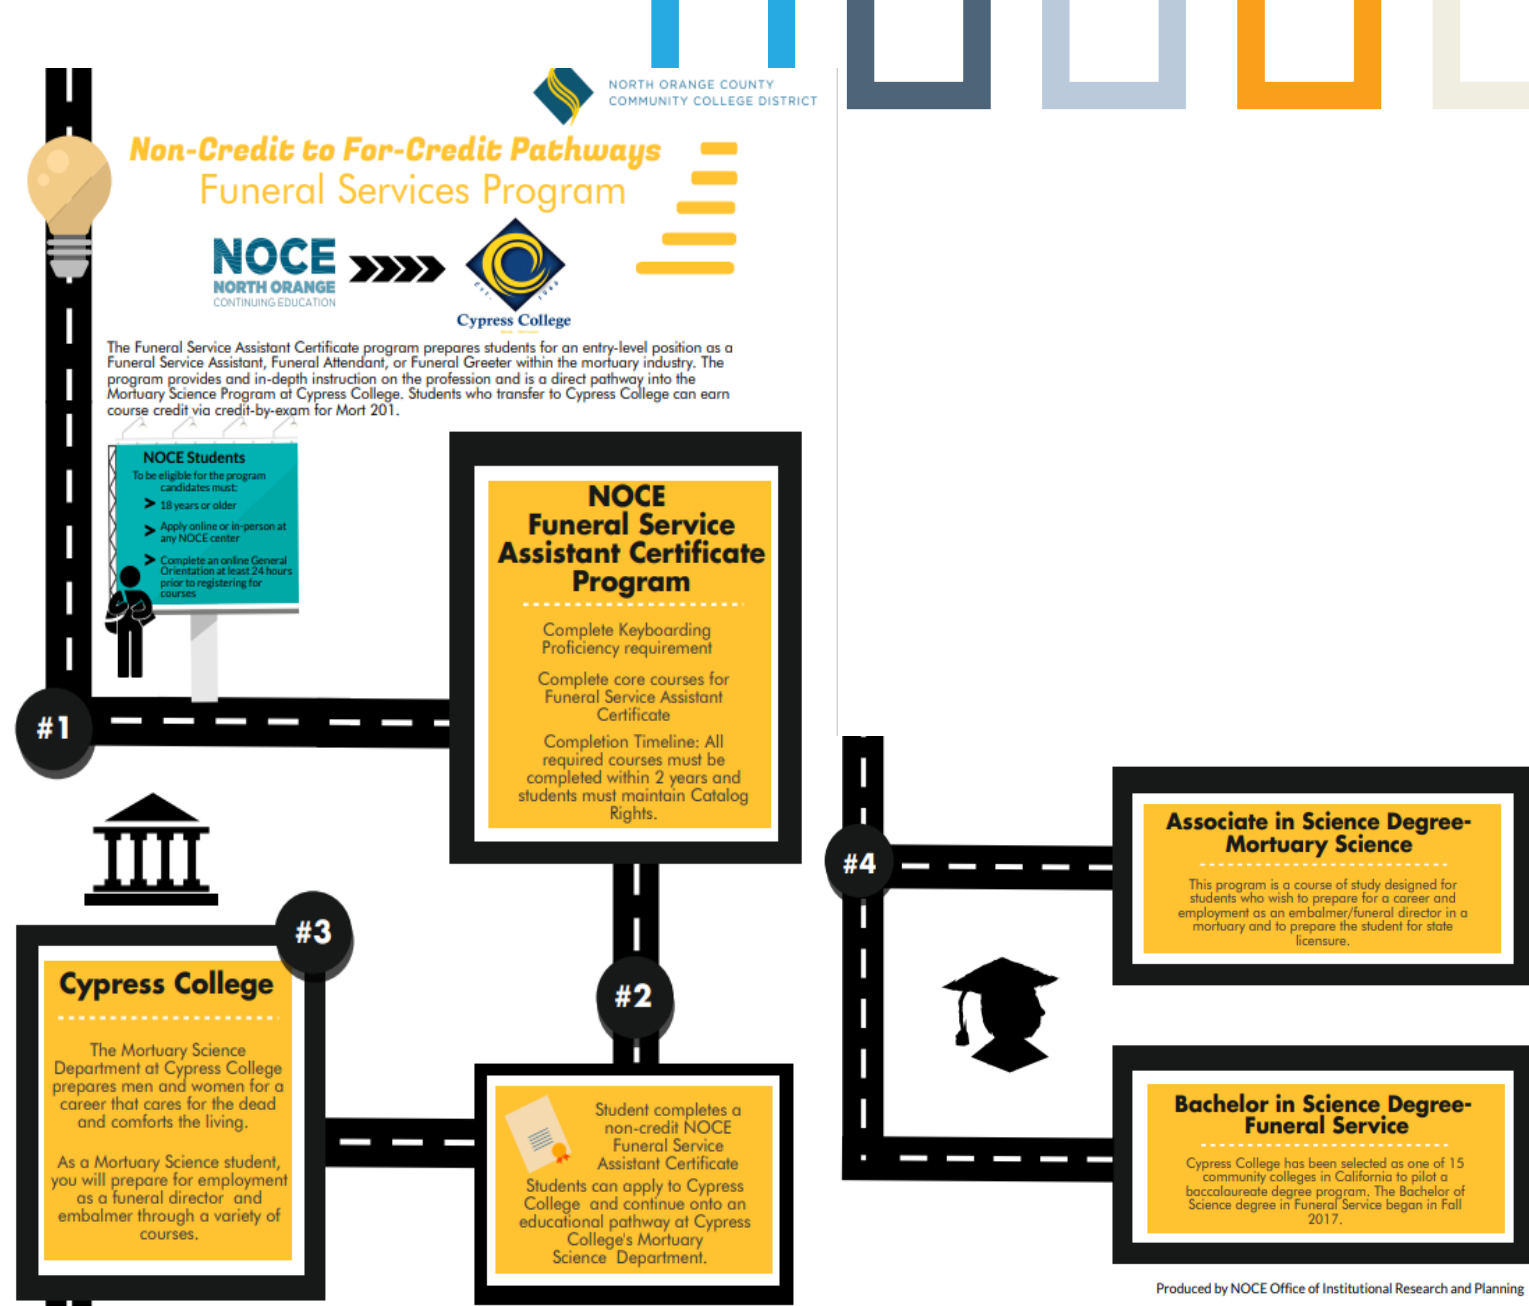 NORTH ORANGE COUNTY
COMMUNITY COLLEGE DISTRICT
Non-Credit to For-Credit Pathways
Funeral Services Program
NOCE
NORTH ORANGE
CONTINUING EDUCATION
EST. 1966
Cypress College
The Funeral Service Assistant Certificate program prepares students for an entry-level position as a
Funeral Service Assistant, Funeral Attendant, or Funeral Greeter within the mortuary industry. The
program provides and in-depth instruction on the profession and is a direct pathway into the
Mortuary Science Program at Cypress College. Students who transfer to Cypress College can earn
course credit via credit-by-exam for Mort 201.
NOCE Students
To be eligible for the program
candidates must:
> 18 years or older
> Apply online or in-person at
any NOCE center
> Complete an online General
Orientation at least 24 hours
prior to registering for
courses
#1
NOCE
Funeral Service
Assistant Certificate
Program
Complete Keyboarding
Proficiency requirement
Complete core courses for
Funeral Service Assistant
Certificate
Completion Timeline: All
required courses must be
completed within 2 years and
students must maintain Catalog
Rights.
#2
Student completes a
non-credit NOCE
Funeral Service
Assistant Certificate
Students can apply to Cypress
College and continue onto an
educational pathway at Cypress
College's Mortuary
Science Department.
#3
Cypress College
The Mortuary Science
Department at Cypress College
prepares men and women for a
career that cares for the dead
and comforts the living.
As a Mortuary Science student,
you will prepare for employment
as a funeral director and
embalmer through a variety of
courses.
#4
Associate in Science Degree-
Mortuary Science
This program is a course of study designed for
students who wish to prepare for a career and
employment as an embalmer/funeral director in a
mortuary and to prepare the student for state
licensure.
Bachelor in Science Degree-
Funeral Service
Cypress College has been selected as one of 15
community colleges in California to pilot a
baccalaureate degree program. The Bachelor of
Science degree in Funeral Service began in Fall
2017.
Produced by NOCE Office of Institutional Research and Planning